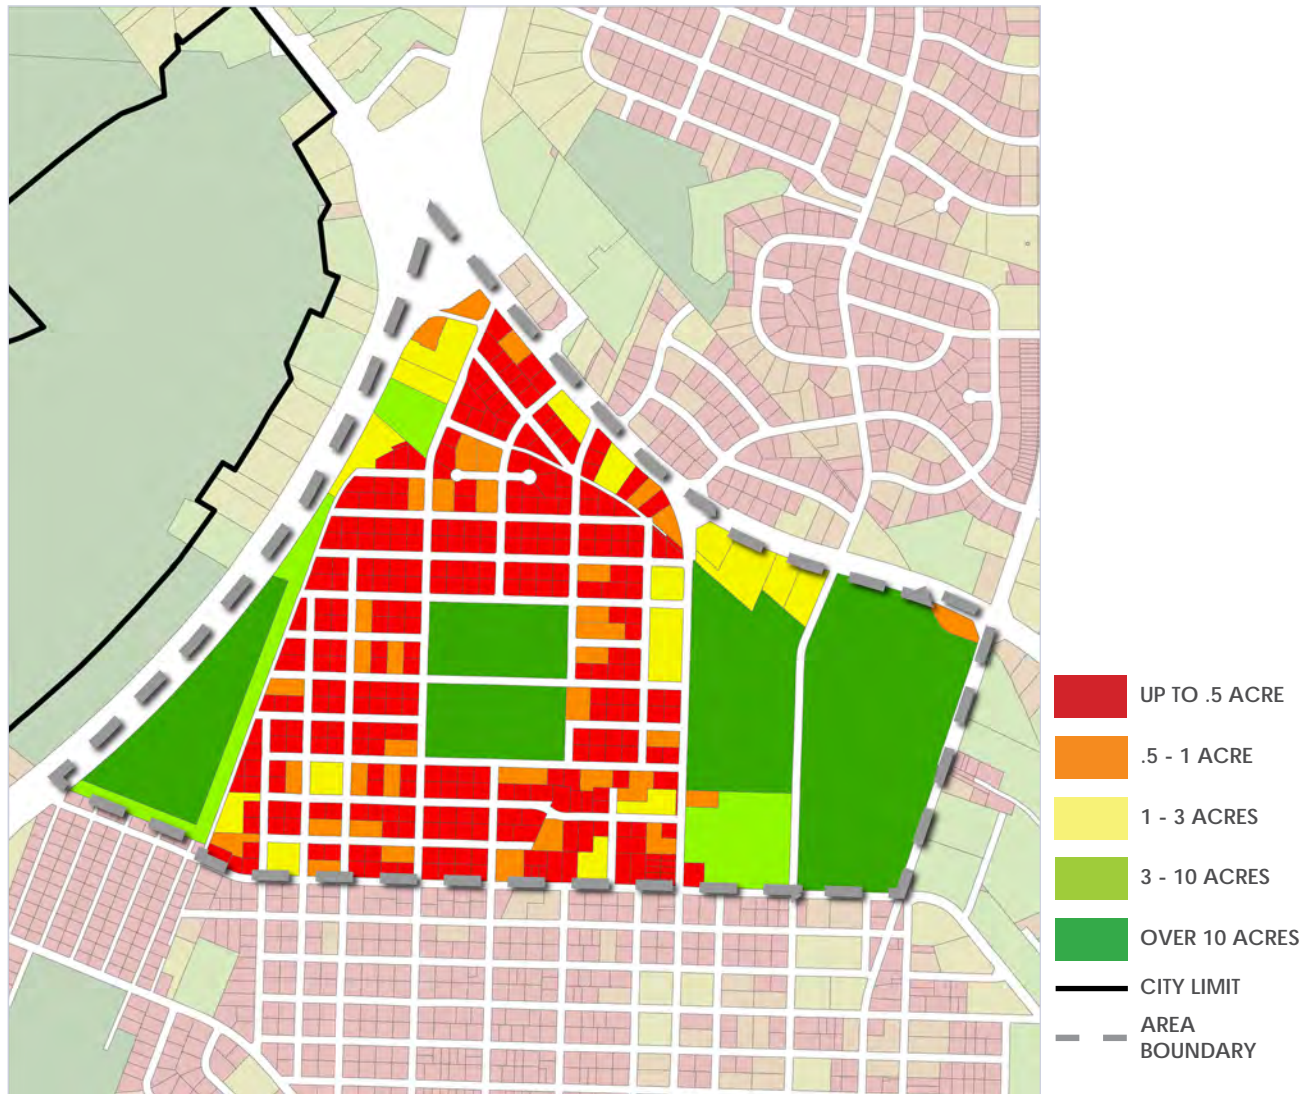 UP TO .5 ACRE
.5 - 1 ACRE
1 - 3 ACRES
3 - 10 ACRES
OVER 10 ACRES
CITY LIMIT
AREA
BOUNDARY